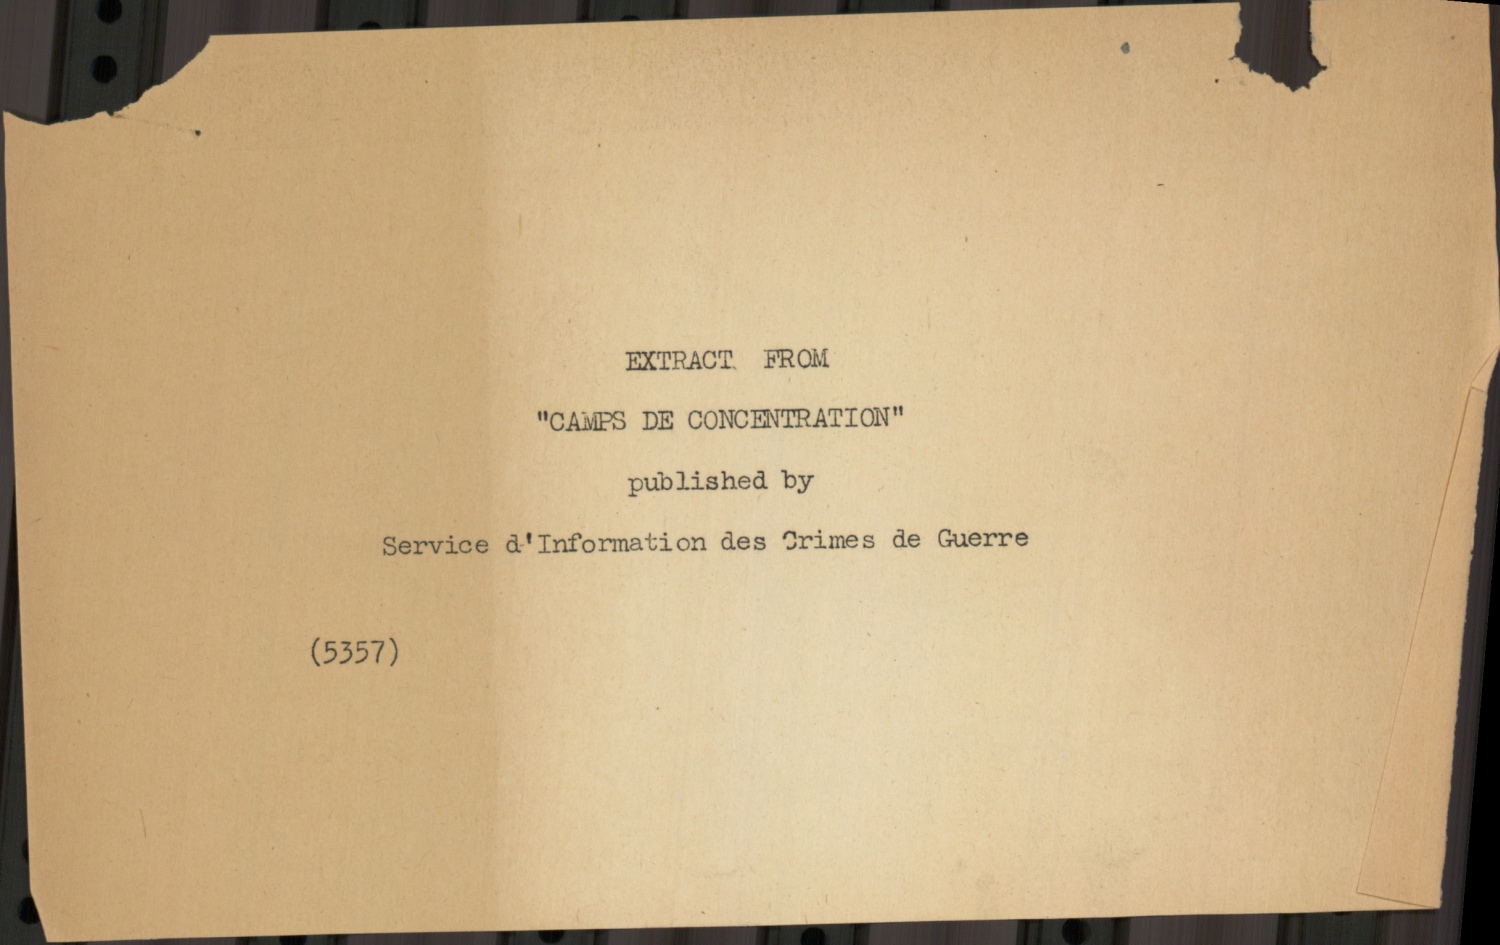 EXTRACT FROM
"CAMPS DE CONCENTRATION"
published by
Service d'Information des Crimes de Guerre
(5357)